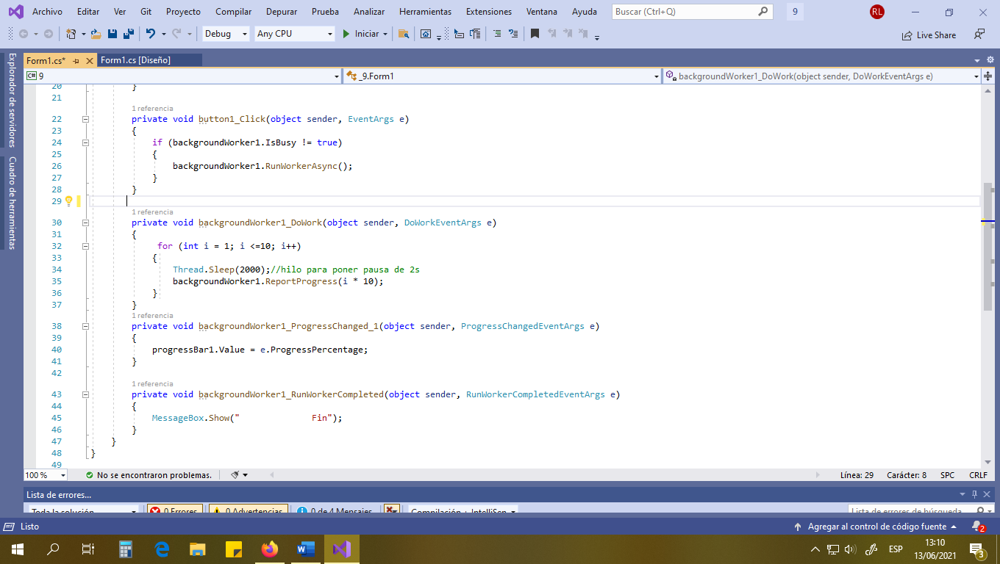 Archivo Editar Ver Git Proyecto Compilar Depurar Prueba Analizar Herramientas Extensiones Ventana Ayuda Buscar (Ctrl+Q) 9 RL
Debug Any CPU Iniciar Live Share
Explorador de servidores
Cuadro de herramientas
Form1.cs* Form1.cs [Diseño]
C# 9 _9.Form1 backgroundWorker1_DoWork(object sender, DoWorkEventArgs e)
20 }
21
1 referencia
22 private void button1_Click(object sender, EventArgs e)
23 {
24 if (backgroundWorker1.IsBusy != true)
25 {
26 backgroundWorker1.RunWorkerAsync();
27 }
28 }
29
1 referencia
30 private void backgroundWorker1_DoWork(object sender, DoWorkEventArgs e)
31 {
32 for (int i = 1; i <=10; i++)
33 {
34 Thread.Sleep(2000);//hilo para poner pausa de 2s
35 backgroundWorker1.ReportProgress(i * 10);
36 }
37 }
1 referencia
38 private void backgroundWorker1_ProgressChanged_1(object sender, ProgressChangedEventArgs e)
39 {
40 progressBar1.Value = e.ProgressPercentage;
41 }
42
1 referencia
43 private void backgroundWorker1_RunWorkerCompleted(object sender, RunWorkerCompletedEventArgs e)
44 {
45 MessageBox.Show("              Fin");
46 }
47 }
48 }
49
100 % No se encontraron problemas. Línea: 29 Carácter: 8 SPC CRLF
Lista de errores...
Toda la solución 0 Errores 0 Advertencias 0 de 4 Mensajes Compilación + IntelliSen Lista de errores de búsqueda
Listo Agregar al control de código fuente 2
ESP 13:10
13/06/2021 3